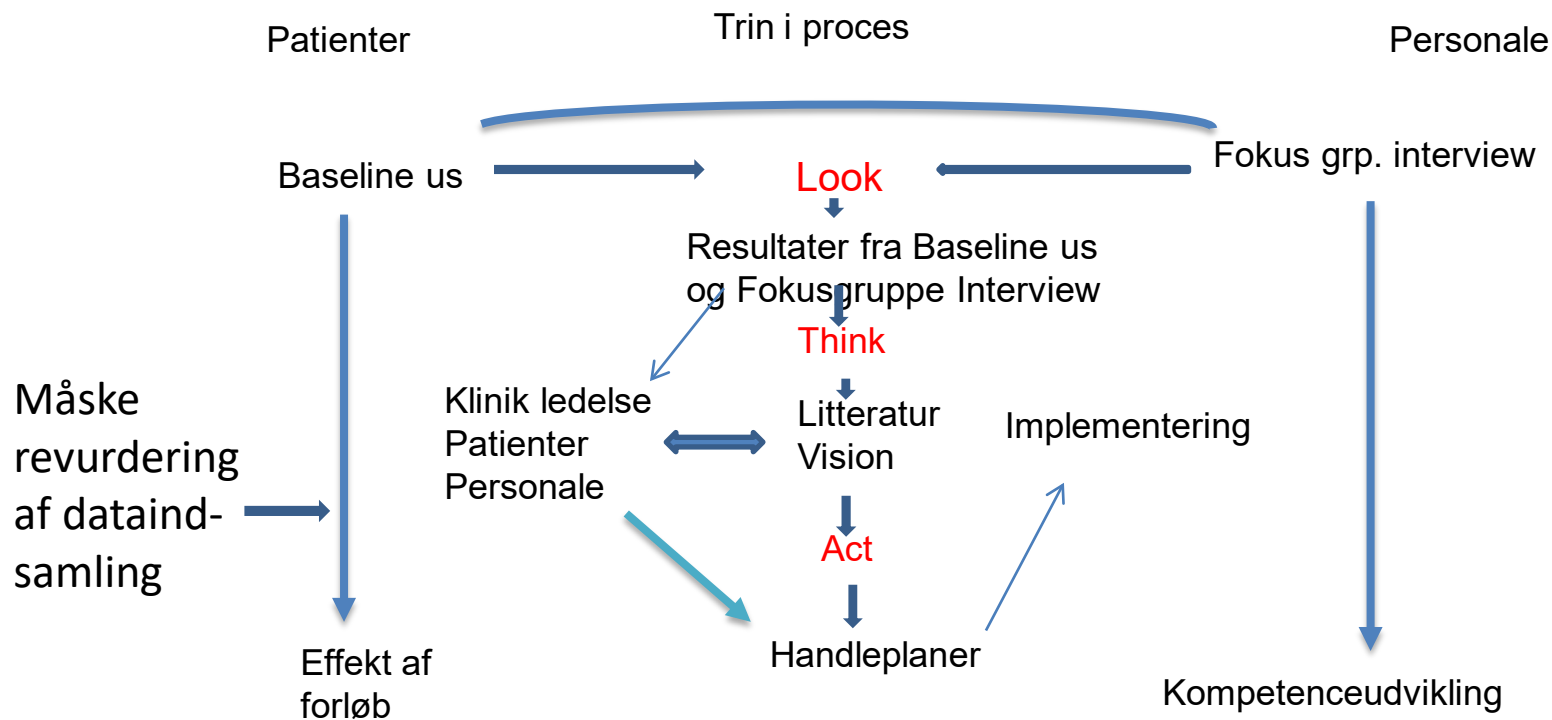 Patienter
Trin i proces
Personale
Baseline us
Look
Fokus grp. interview
Resultater fra Baseline us
og Fokusgruppe Interview
Think
Måske
revurdering
af dataind-
samling
Klinik ledelse
Patienter
Personale
Litteratur
Vision
Implementering
Act
Handleplaner
Effekt af
forløb
Kompetenceudvikling